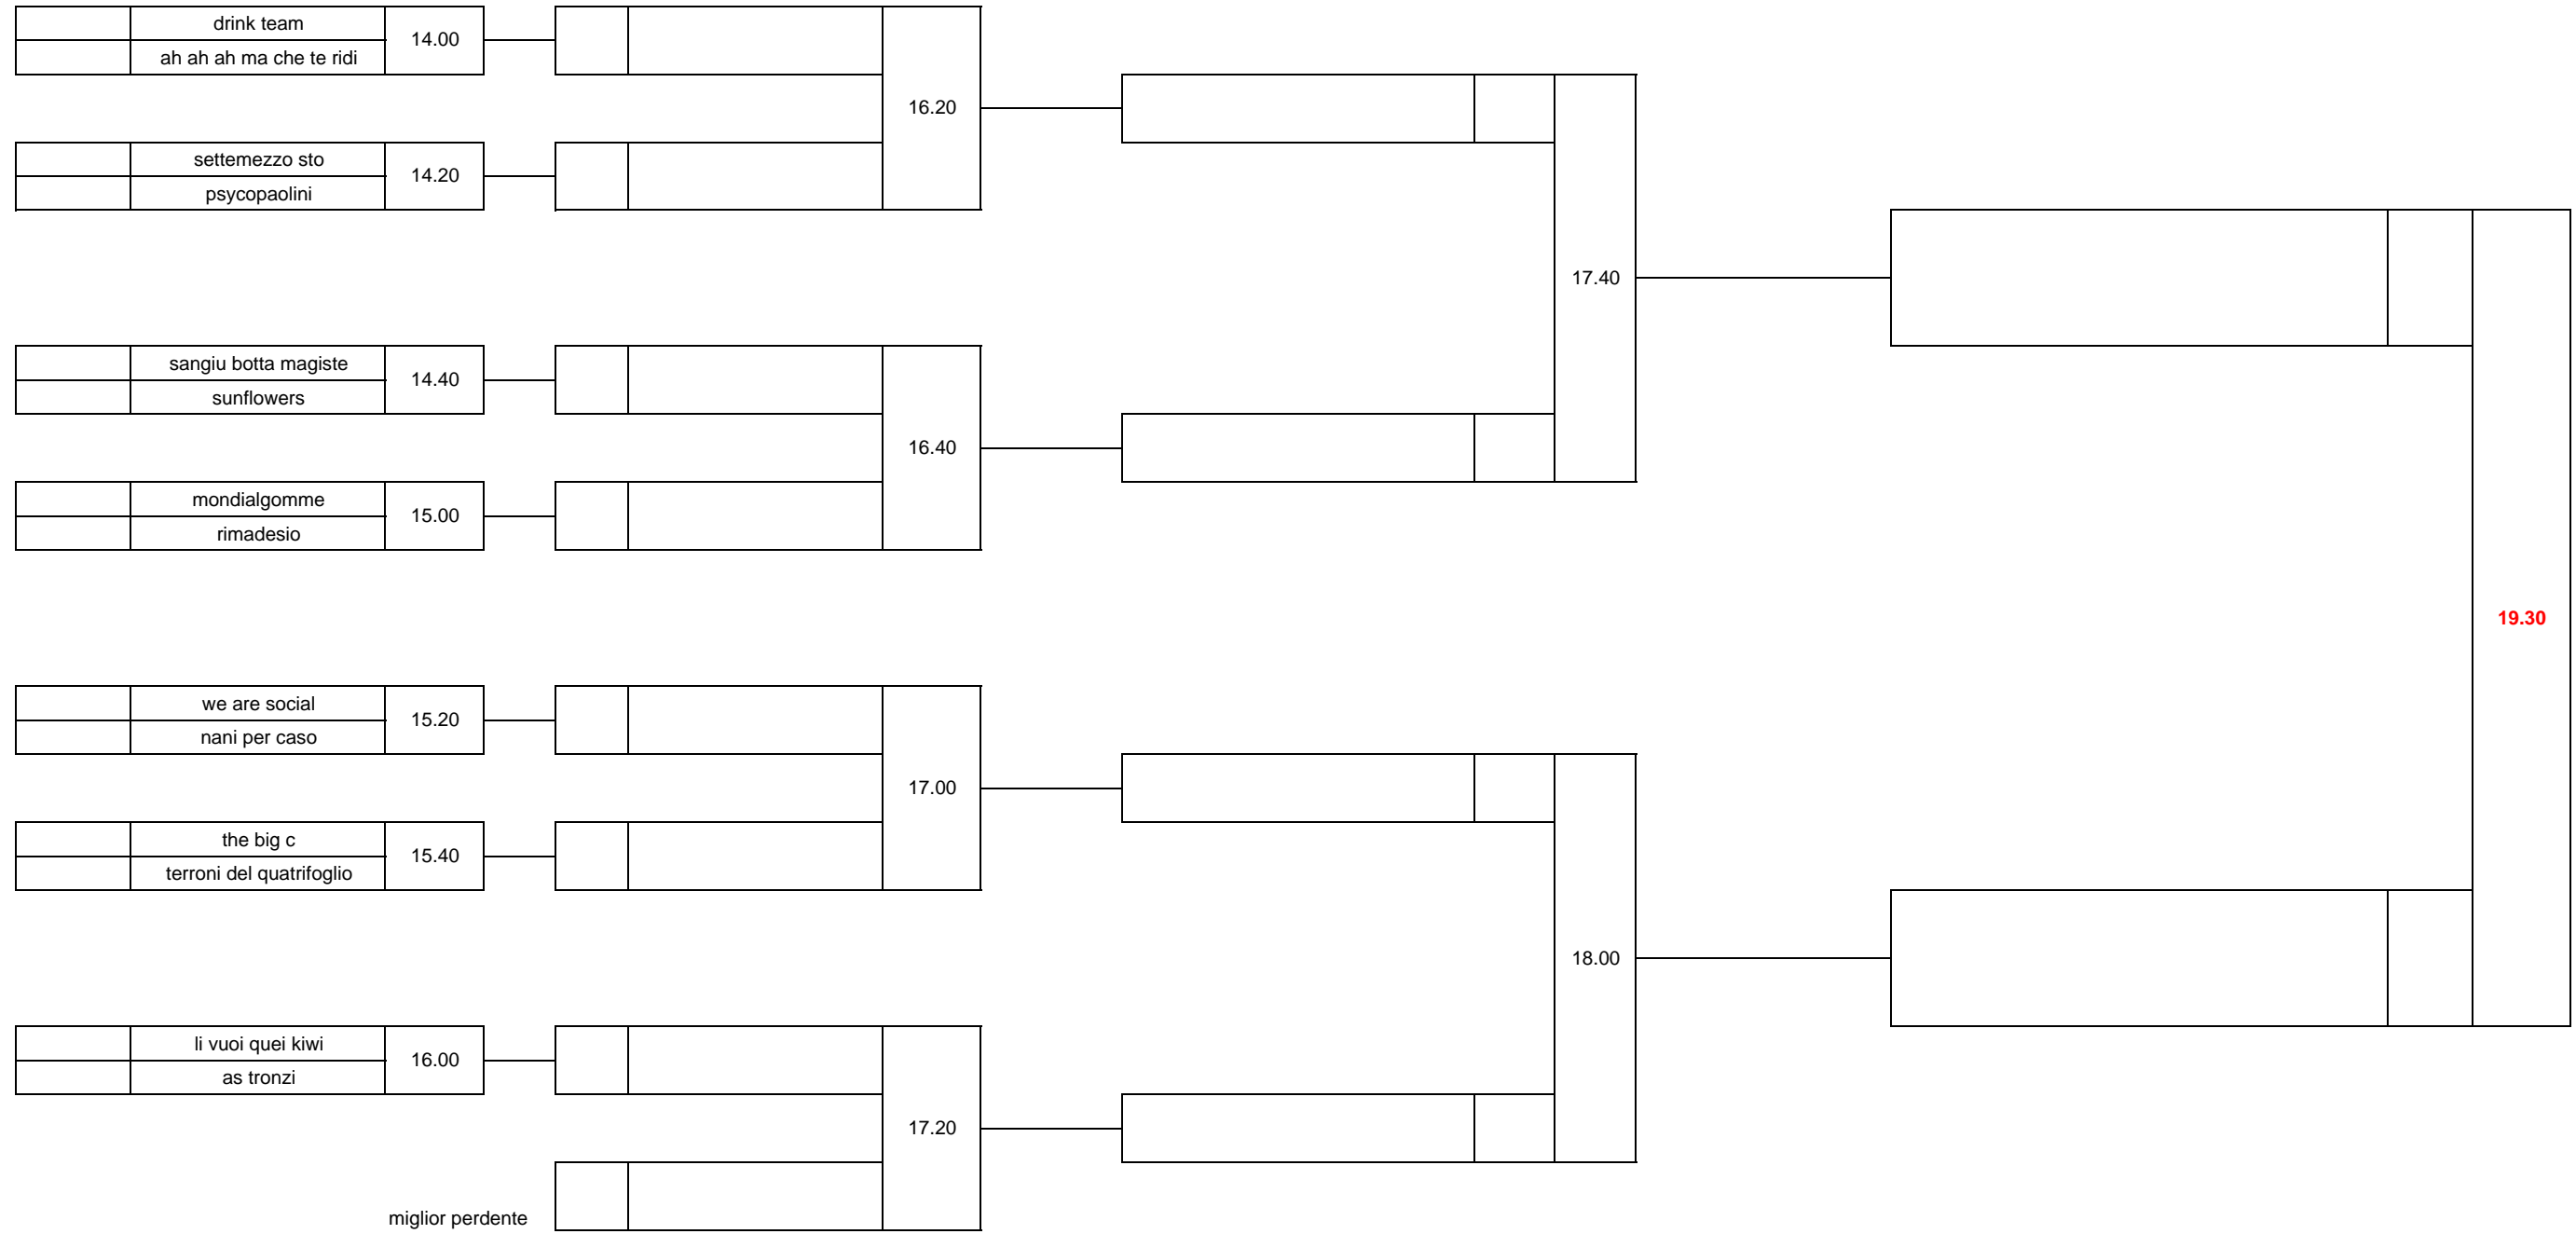 drink team
ah ah ah ma che te ridi
14.00
16.20
settemezzo sto
psycopaolini
14.20
17.40
sangiu botta magiste
sunflowers
14.40
16.40
mondialgomme
rimadesio
15.00
19.30
we are social
nani per caso
15.20
17.00
the big c
terroni del quatrifoglio
15.40
18.00
li vuoi quei kiwi
as tronzi
16.00
17.20
miglior perdente